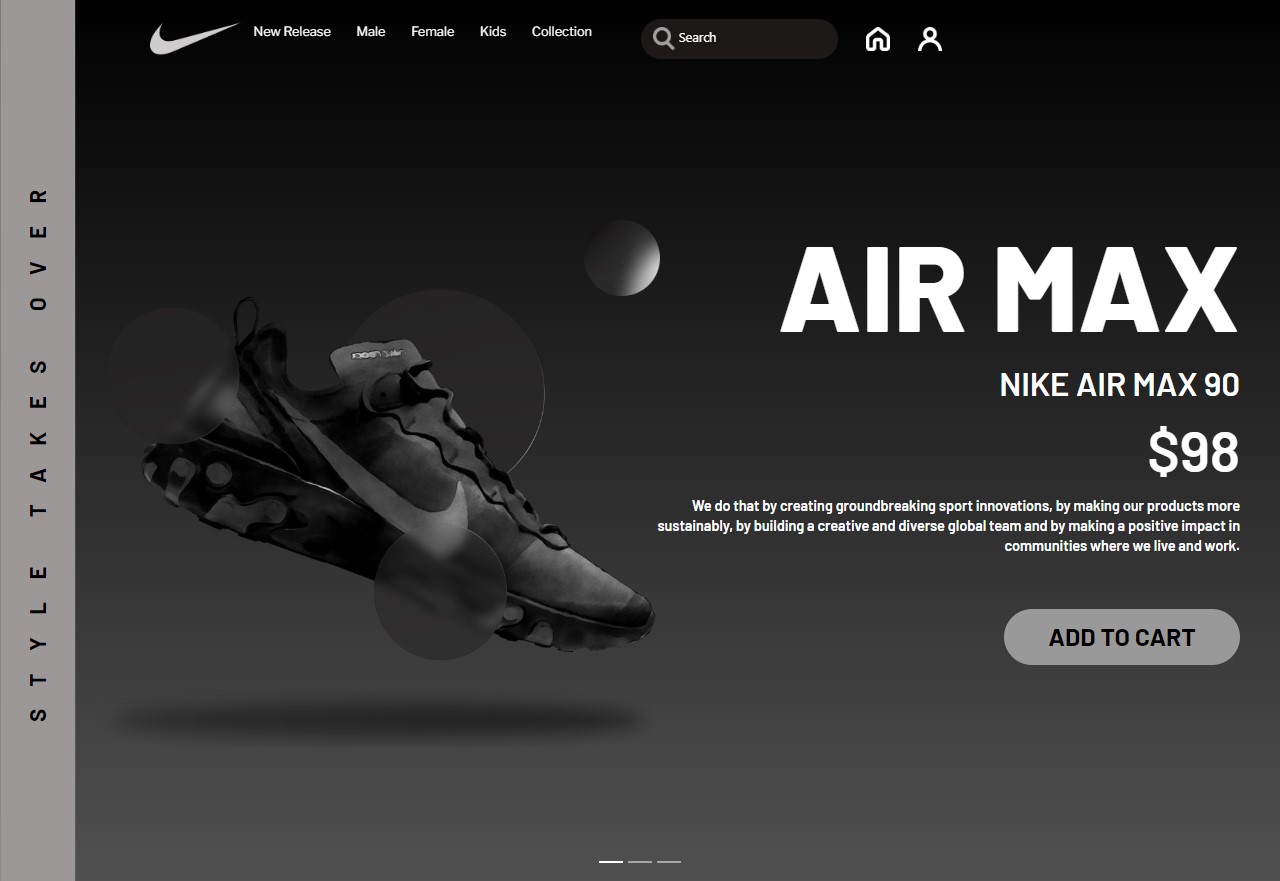 New Release Male Female Kids Collection Search
STYLE TAKES OVER
AIR MAX
NIKE AIR MAX 90
$98
We do that by creating groundbreaking sport innovations, by making our products more
sustainably, by building a creative and diverse global team and by making a positive impact in
communities where we live and work.
ADD TO CART